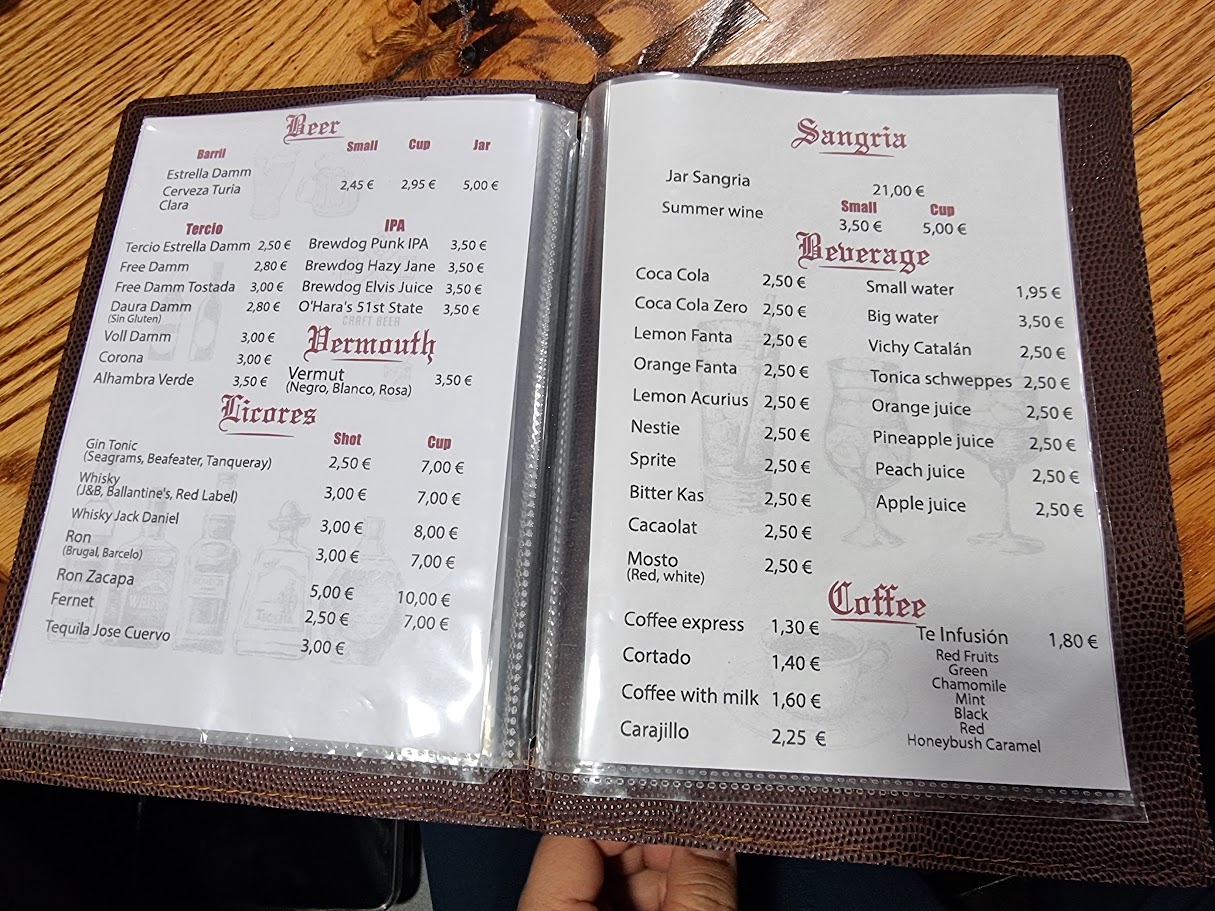 Beer
Barril Small Cup Jar
Estrella Damm
Cerveza Turia 2,45 € 2,95 € 5,00 €
Clara
Tercio
Tercio Estrella Damm 2,50 €
Free Damm 2,80 €
Free Damm Tostada 3,00 €
Daura Damm 2,80 €
(Sin Gluten)
Voll Damm 3,00 €
Corona 3,00 €
Alhambra Verde 3,50 €
IPA
Brewdog Punk IPA 3,50 €
Brewdog Hazy Jane 3,50 €
Brewdog Elvis Juice 3,50 €
O'Hara's 51st State 3,50 €
CRAFT BEER
Vermouth
Vermut 3,50 €
(Negro, Blanco, Rosa)
Licores
Shot Cup
Gin Tonic
(Seagrams, Beafeater, Tanqueray) 2,50 € 7,00 €
Whisky
(J&B, Ballantine's, Red Label) 3,00 € 7,00 €
Whisky Jack Daniel 3,00 € 8,00 €
Ron 3,00 € 7,00 €
(Brugal, Barcelo)
Ron Zacapa 5,00 € 10,00 €
Fernet 2,50 € 7,00 €
Tequila Jose Cuervo 3,00 €
Sangria
Jar Sangria 21,00 €
Small Cup
Summer wine 3,50 € 5,00 €
Beverage
Coca Cola 2,50 €
Coca Cola Zero 2,50 €
Lemon Fanta 2,50 €
Orange Fanta 2,50 €
Lemon Acurius 2,50 €
Nestie 2,50 €
Sprite 2,50 €
Bitter Kas 2,50 €
Cacaolat 2,50 €
Mosto 2,50 €
(Red, white)
Small water 1,95 €
Big water 3,50 €
Vichy Catalán 2,50 €
Tonica schweppes 2,50 €
Orange juice 2,50 €
Pineapple juice 2,50 €
Peach juice 2,50 €
Apple juice 2,50 €
Coffee
Coffee express 1,30 €
Cortado 1,40 €
Coffee with milk 1,60 €
Carajillo 2,25 €
Te Infusión 1,80 €
Red Fruits
Green
Chamomile
Mint
Black
Red
Honeybush Caramel